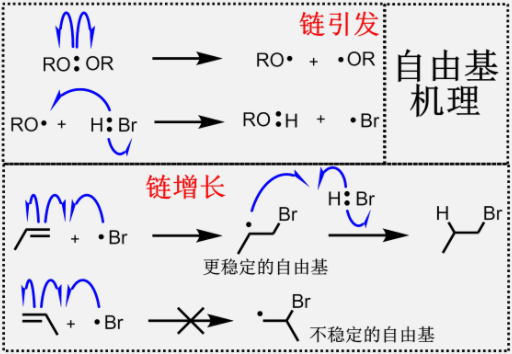 链引发
RO:OR → RO• + •OR
自由基
机理
RO• + H:Br → RO:H + •Br
链增长
+ •Br → • Br H:Br → H Br
更稳定的自由基
+ •Br → • Br
不稳定的自由基